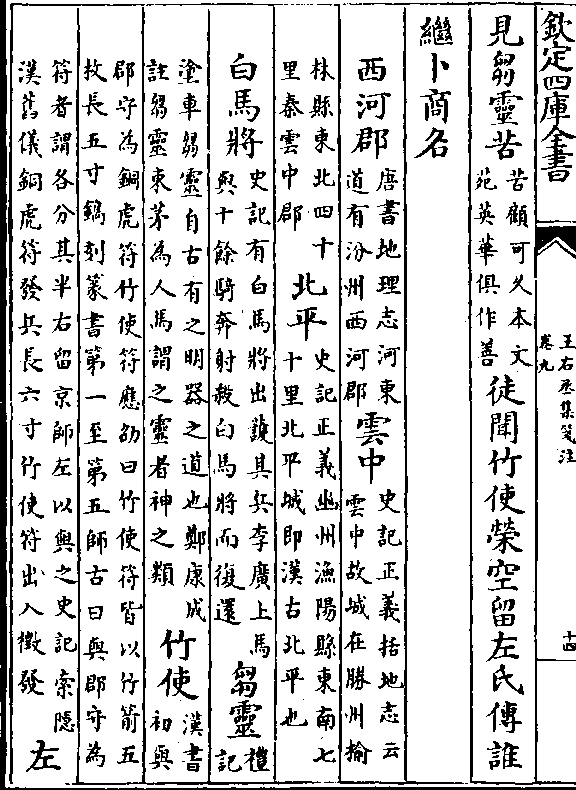 欽定四庫全書
王右丞集箋注
卷九
十四
見芻靈苦苦顧可久本文苑英華俱作善徒聞竹使榮空留左氏傳誰
繼卜商名
西河郡唐書地理志河東道有汾州西河郡雲中史記正義括地志云雲中故城在勝州榆
林縣東北四十里秦雲中郡北平史記正義幽州漁陽縣東南七十里北平城即漢古北平也
白馬將史記有白馬將出護其兵李廣上馬與十餘騎奔射殺白馬將而復還芻靈禮記
塗車芻靈自古有之明器之道也鄭康成註芻靈束茅為人馬謂之靈者神之類竹使漢書初與
郡守為銅虎符竹使符應劭曰竹使符皆以竹箭五枚長五寸鐫刻篆書第一至第五師古曰與郡守為
符者謂各分其半右留京師左以與之史記索隱漢舊儀銅虎符發兵長六寸竹使符出入徵發左